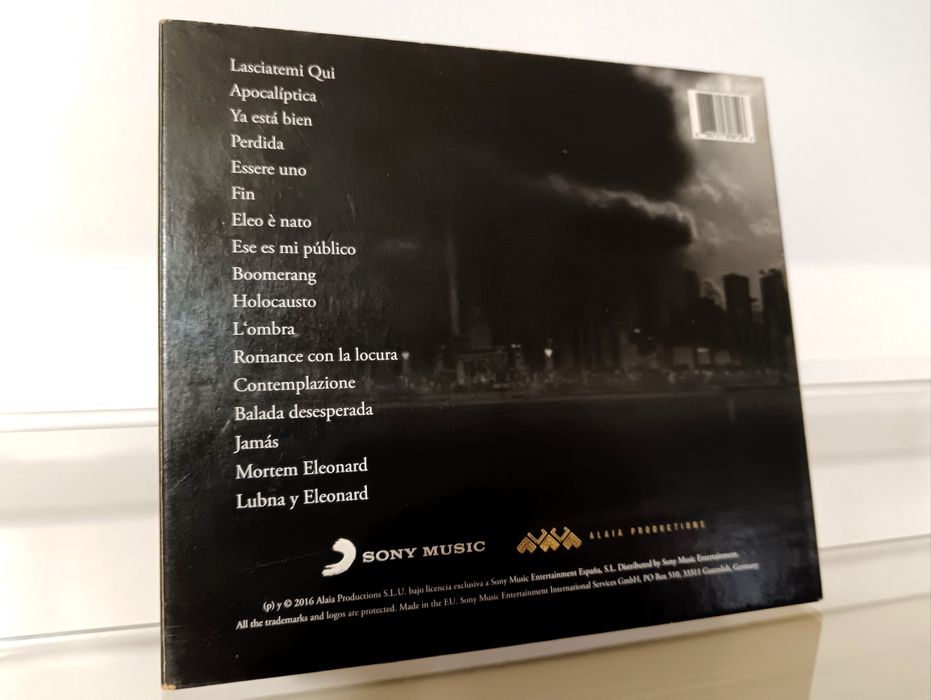 Lasciatemi Qui
Apocalíptica
Ya está bien
Perdida
Essere uno
Fin
Eleo è nato
Ese es mi público
Boomerang
Holocausto
L‘ombra
Romance con la locura
Contemplazione
Balada desesperada
Jamás
Mortem Eleonard
Lubna y Eleonard
SONY MUSIC
ALAIA PRODUCTIONS
(p) y © 2016 Alaia Productions S.L.U. bajo licencia exclusiva a Sony Music Entertainment España, S.L. Distributed by Sony Music Entertainment.
All the trademarks and logos are protected. Made in the EU. Sony Music Entertainment International Services GmbH, PO Box 510, 33311 Gütersloh, Germany